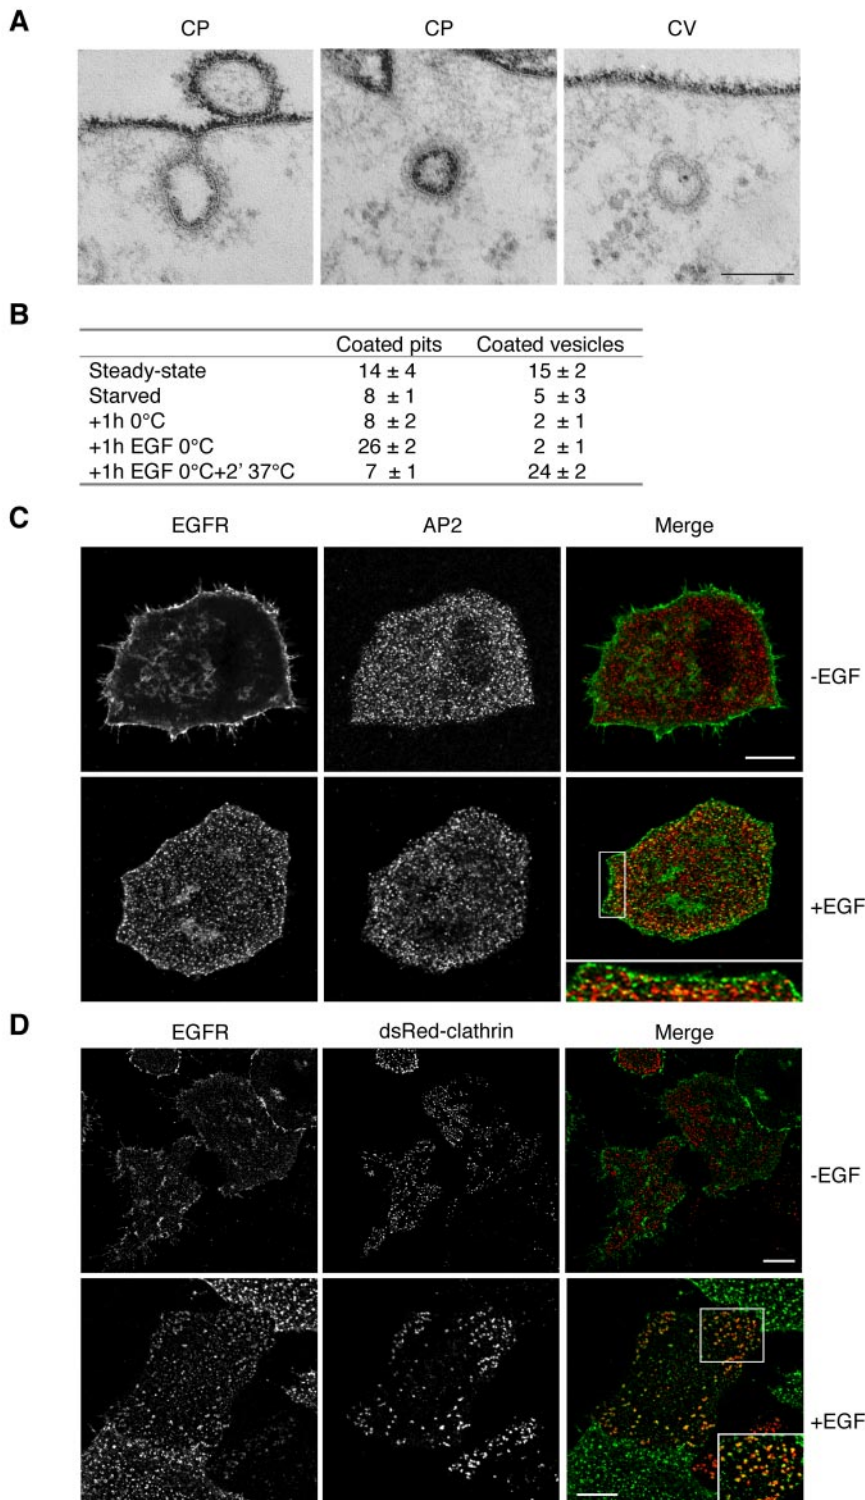 A
CP CP CV
B
Coated pits Coated vesicles
Steady-state 14 ± 4 15 ± 2
Starved 8 ± 1 5 ± 3
+1h 0°C 8 ± 2 2 ± 1
+1h EGF 0°C 26 ± 2 2 ± 1
+1h EGF 0°C+2' 37°C 7 ± 1 24 ± 2
C
EGFR AP2 Merge
-EGF
+EGF
D
EGFR dsRed-clathrin Merge
-EGF
+EGF